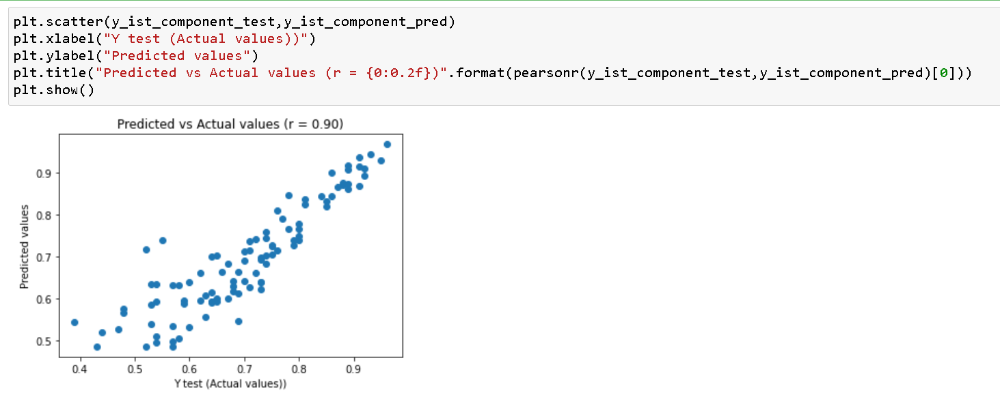 plt.scatter(y_ist_component_test,y_ist_component_pred)
plt.xlabel("Y test (Actual values))")
plt.ylabel("Predicted values")
plt.title("Predicted vs Actual values (r = {0:0.2f})".format(pearsonr(y_ist_component_test,y_ist_component_pred)[0]))
plt.show()
Predicted vs Actual values (r = 0.90)
Predicted values
0.9
0.8
0.7
0.6
0.5
0.4 0.5 0.6 0.7 0.8 0.9
Y test (Actual values))